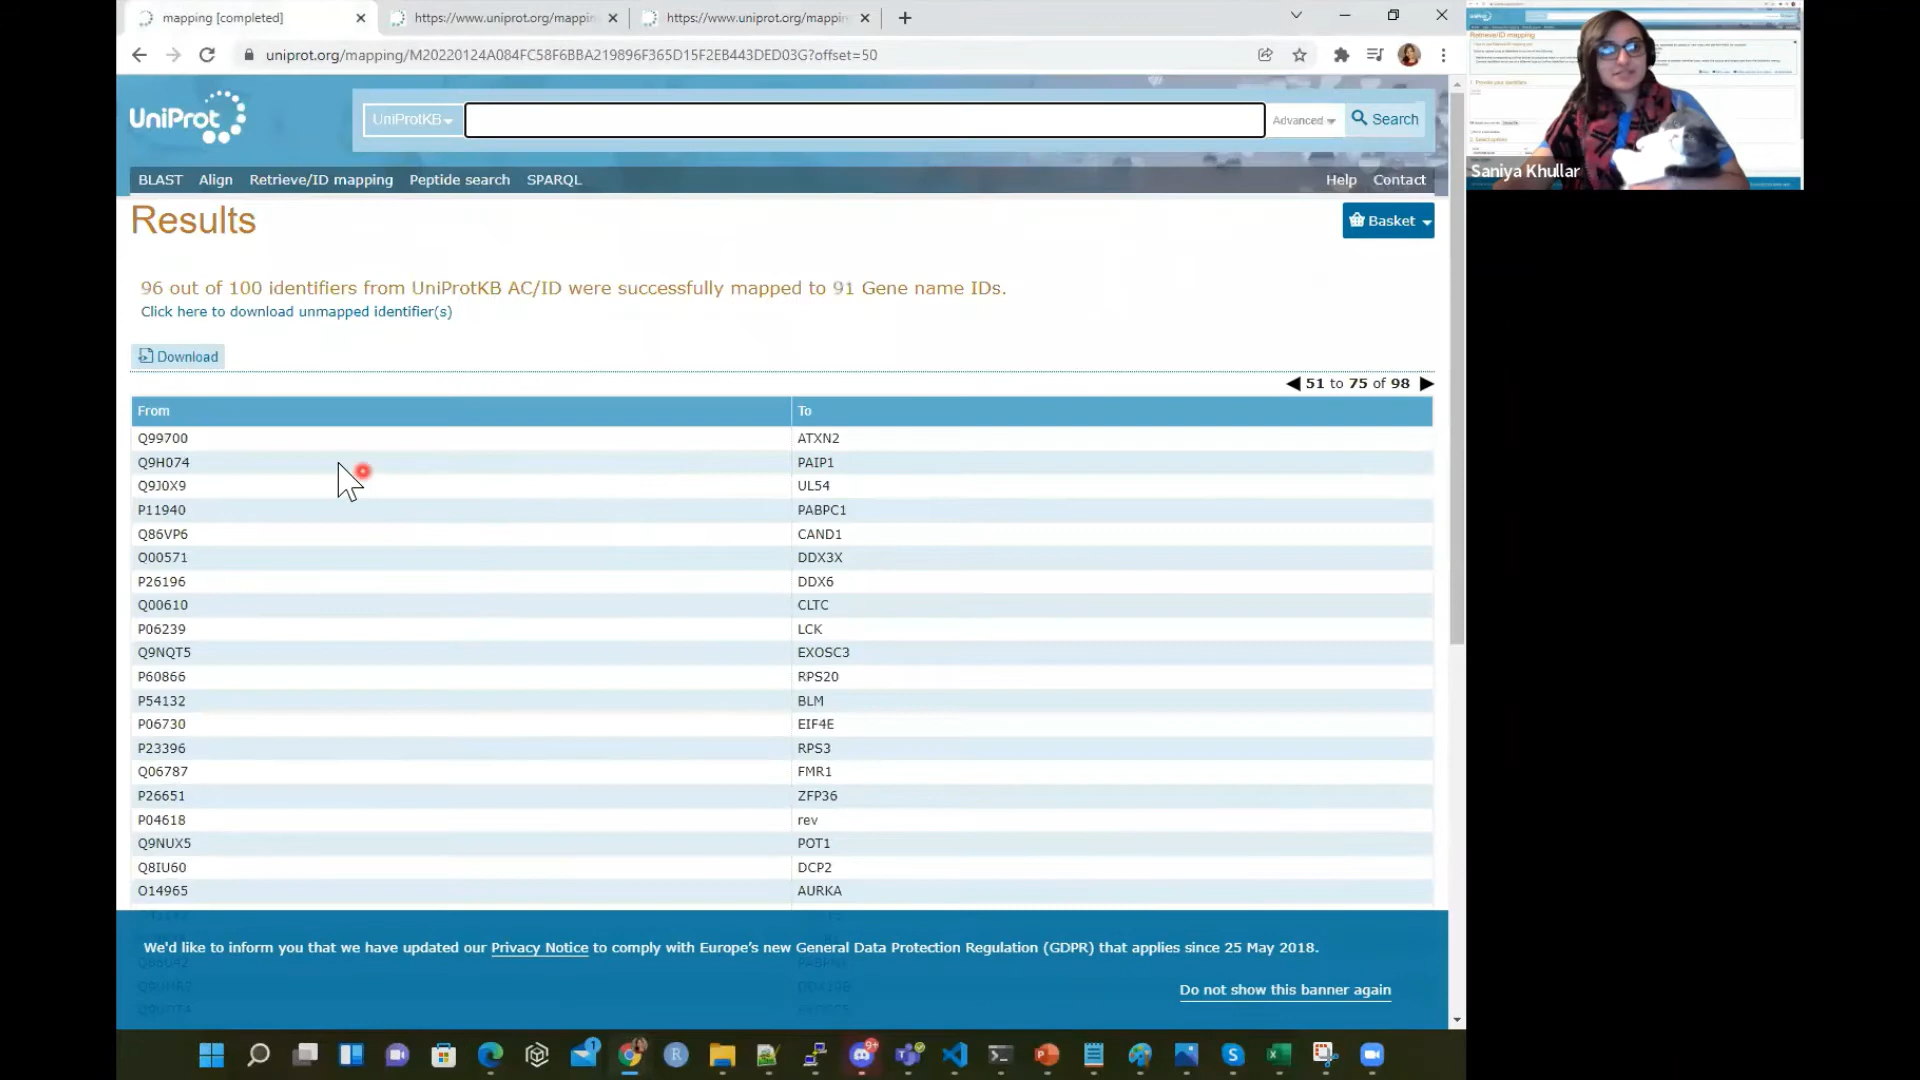 mapping [completed]
https://www.uniprot.org/mappin
https://www.uniprot.org/mappin
uniprot.org/mapping/M20220124A084FC58F6BBA219896F365D15F2EB443DED03G?offset=50
UniProt
UniProtKB
Advanced
Search
BLAST Align Retrieve/ID mapping Peptide search SPARQL Help Contact
Results
Basket
96 out of 100 identifiers from UniProtKB AC/ID were successfully mapped to 91 Gene name IDs.
Click here to download unmapped identifier(s)
Download
51 to 75 of 98
From To
Q99700 ATXN2
Q9H074 PAIP1
Q9J0X9 UL54
P11940 PABPC1
Q86VP6 CAND1
O00571 DDX3X
P26196 DDX6
Q00610 CLTC
P06239 LCK
Q9NQT5 EXOSC3
P60866 RPS20
P54132 BLM
P06730 EIF4E
P23396 RPS3
Q06787 FMR1
P26651 ZFP36
P04618 rev
Q9NUX5 POT1
Q8IU60 DCP2
O14965 AURKA
We'd like to inform you that we have updated our Privacy Notice to comply with Europe's new General Data Protection Regulation (GDPR) that applies since 25 May 2018.
Do not show this banner again
Retrieve/ID mapping
Saniya Khullar